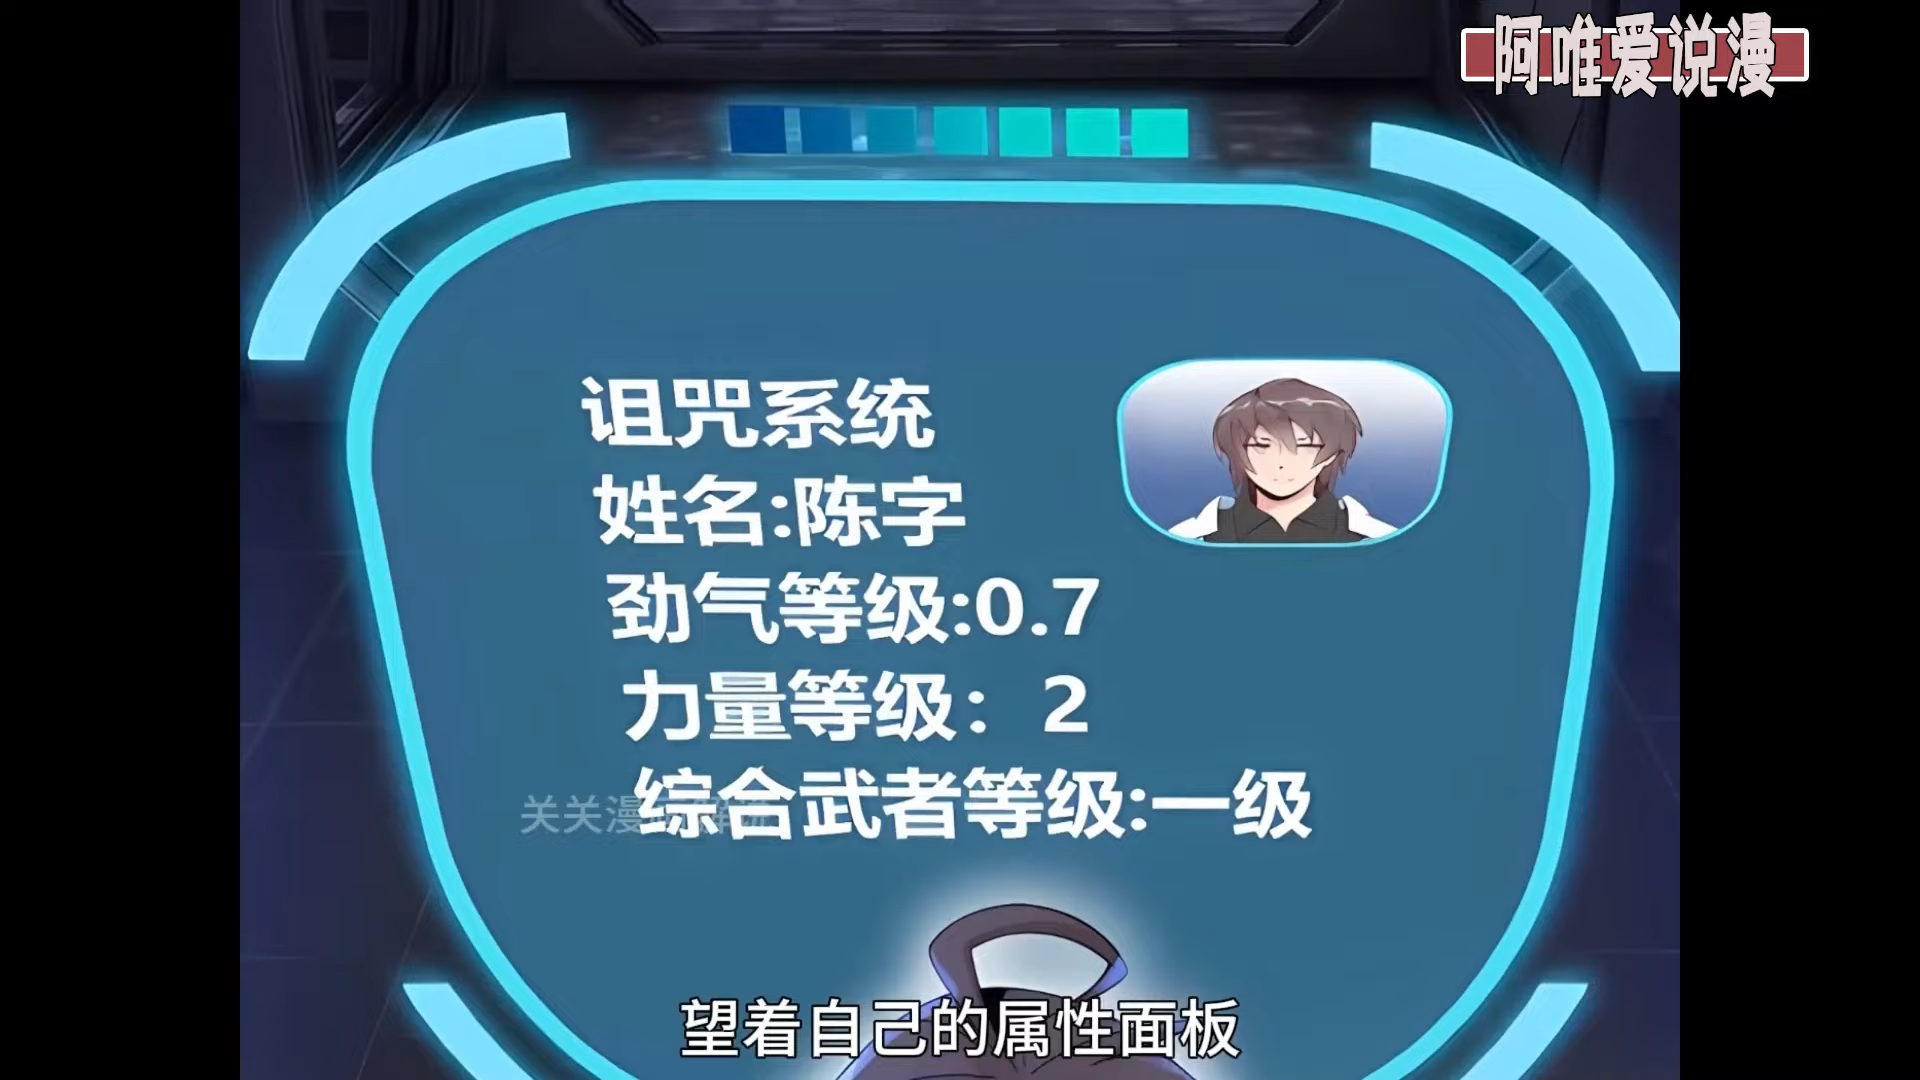 阿唯爱说漫
诅咒系统
姓名:陈字
劲气等级:0.7
力量等级：2
综合武者等级:一级
关关漫
望着自己的属性面板